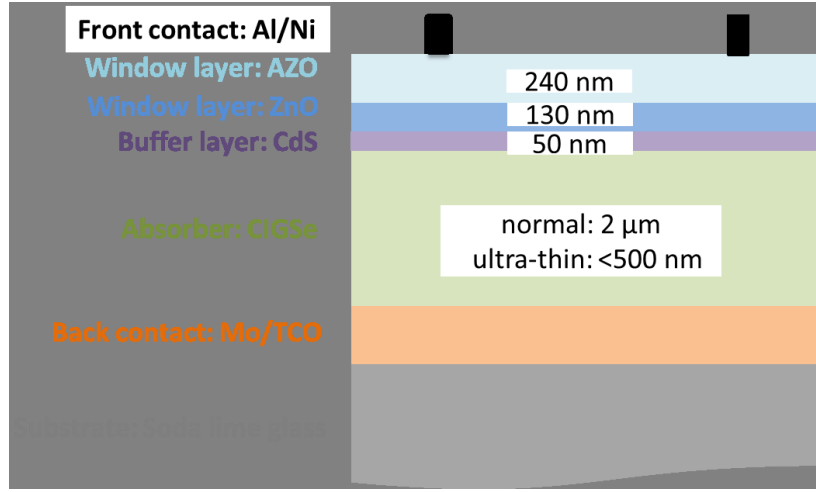 Front contact: Al/Ni
Window layer: AZO
240 nm
Window layer: ZnO
130 nm
Buffer layer: CdS
50 nm
Absorber: CIGSe
normal: 2 µm
ultra-thin: <500 nm
Back contact: Mo/TCO
Substrate: Soda lime glass